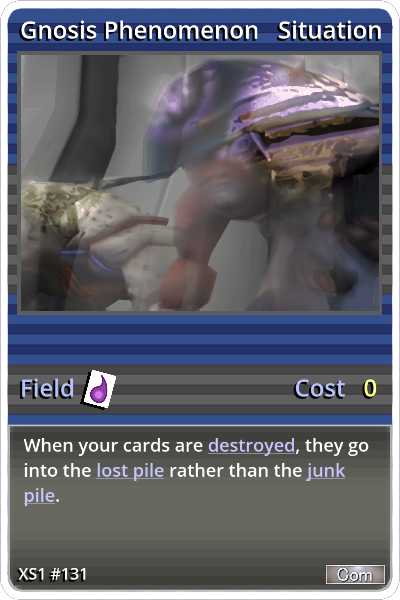 Gnosis Phenomenon Situation
Field Cost 0
When your cards are destroyed, they go
into the lost pile rather than the junk
pile.
XS1 #131 Com